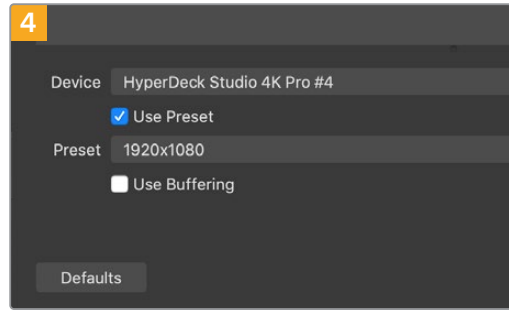 4
Device HyperDeck Studio 4K Pro #4
Use Preset
Preset 1920x1080
Use Buffering
Defaults